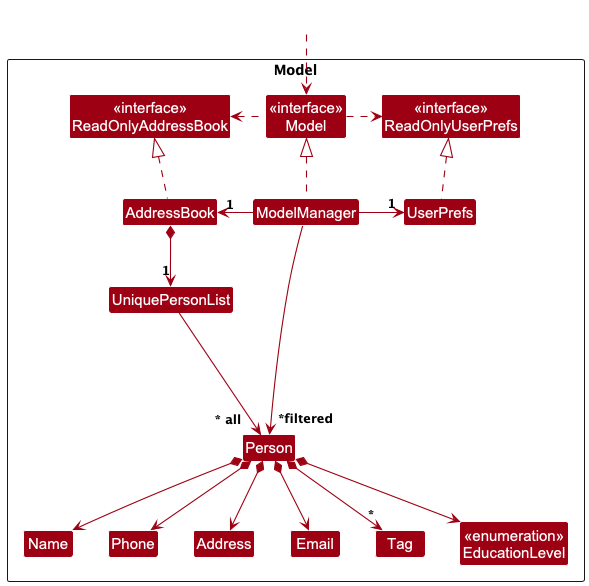 Model
«interface»
ReadOnlyAddressBook
«interface»
Model
«interface»
ReadOnlyUserPrefs
AddressBook
1
ModelManager
1
UserPrefs
1
UniquePersonList
* all
*filtered
Person
*
Name
Phone
Address
Email
Tag
«enumeration»
EducationLevel